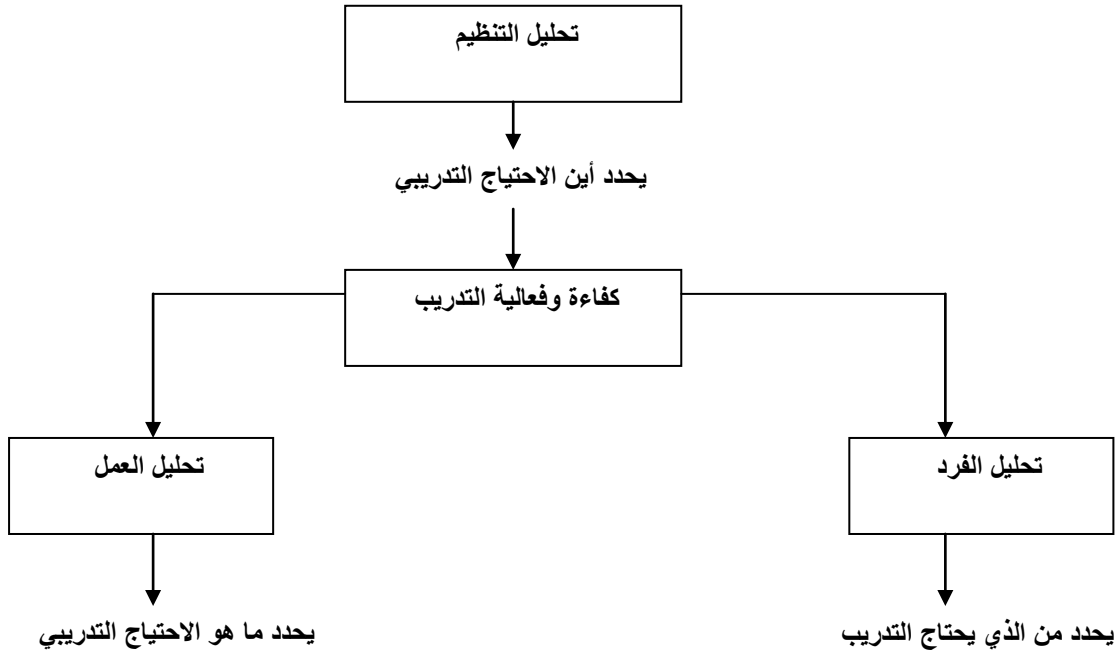 تحليل التنظيم
يحدد أين الاحتياج التدريبي
كفاءة وفعالية التدريب
تحليل الفرد
تحليل العمل
يحدد من الذي يحتاج التدريب
يحدد ما هو الاحتياج التدريبي